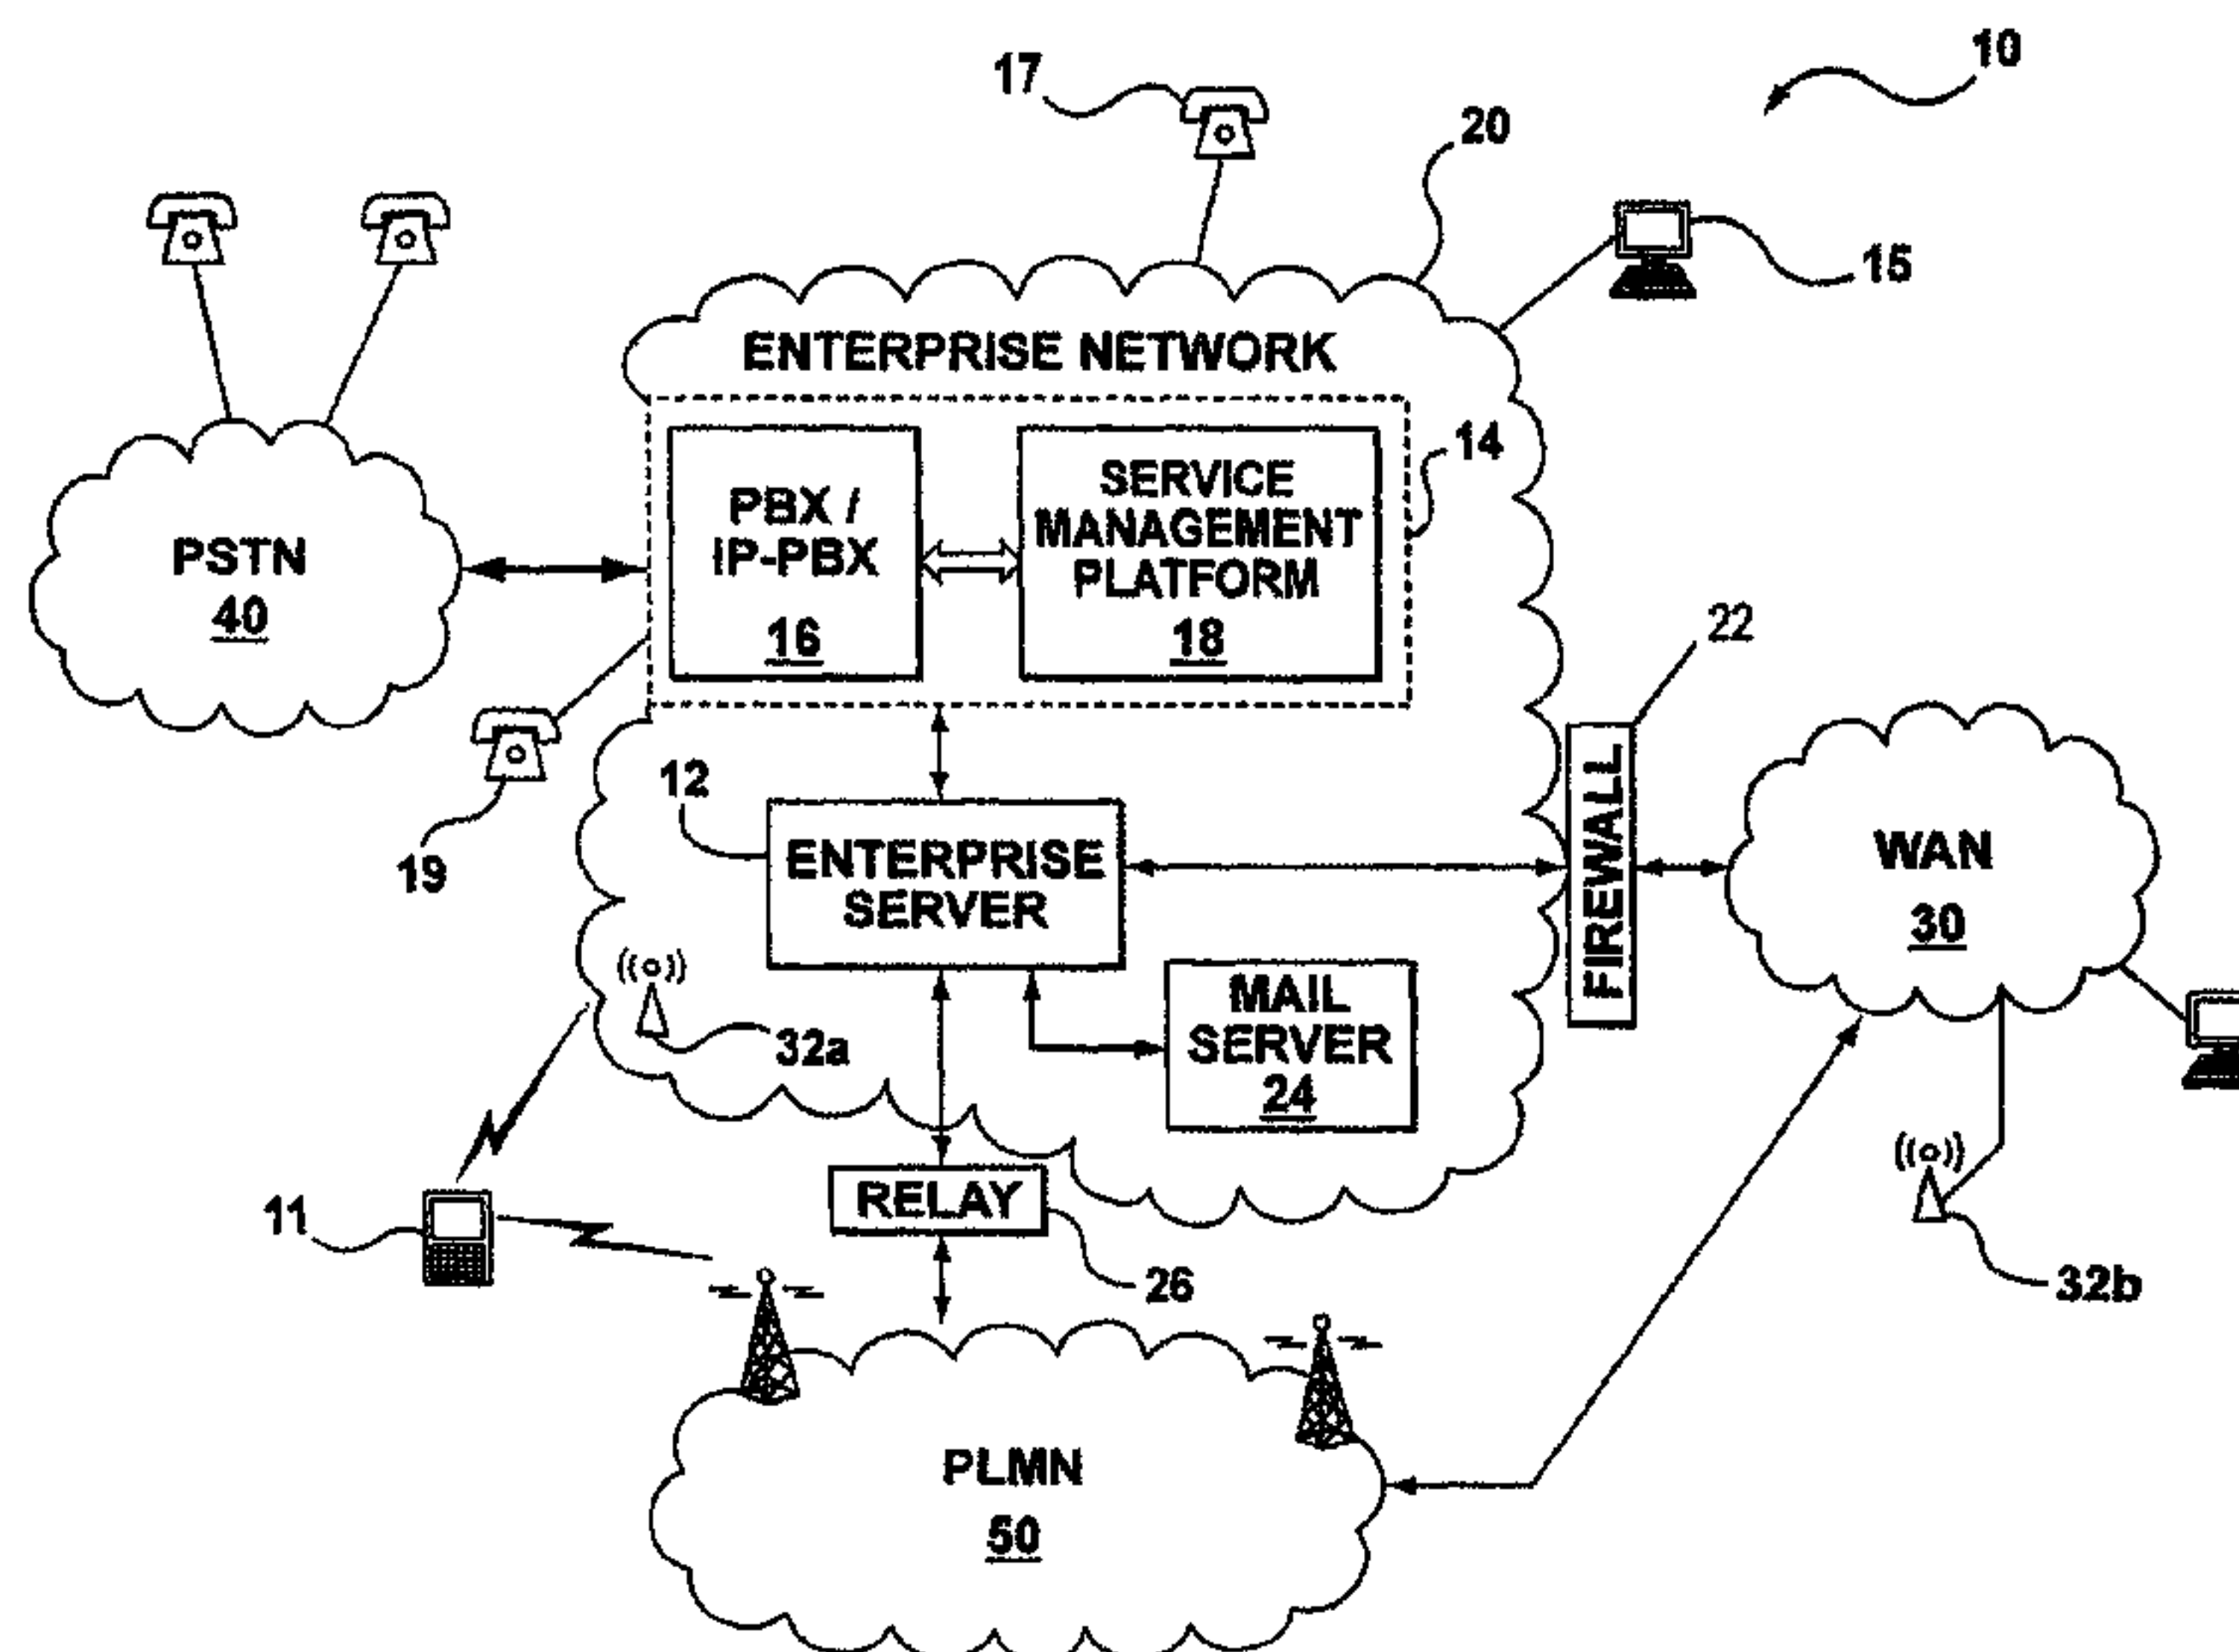 17
10
20
15
ENTERPRISE NETWORK
14
PBX /
IP-PBX
16
SERVICE
MANAGEMENT
PLATFORM
18
PSTN
40
22
19
12
ENTERPRISE
SERVER
FIREWALL
WAN
30
32a
MAIL
SERVER
24
11
RELAY
26
32b
PLMN
50